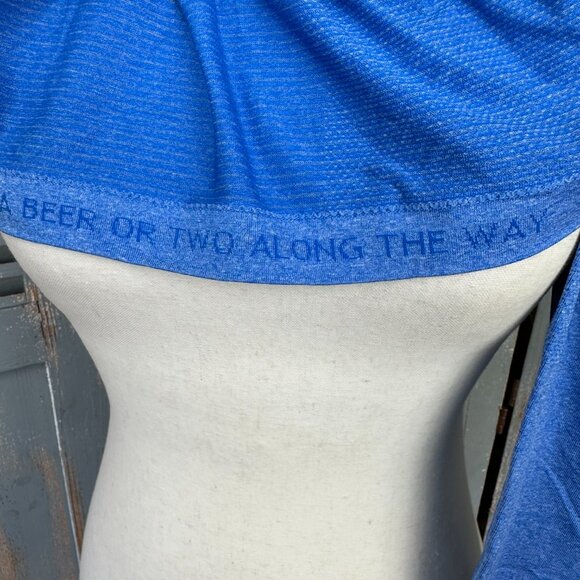 A BEER OR TWO ALONG THE WAY